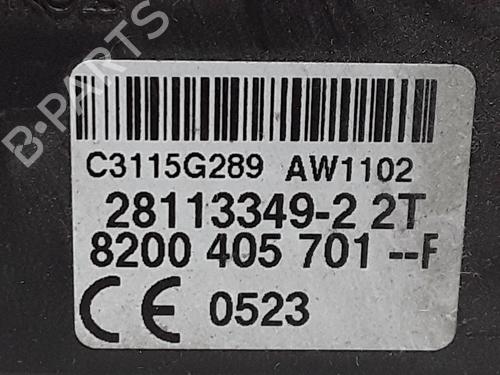 B-PARTS
C3115G289 AW1102
28113349-2 2T
8200 405 701 --F
CE 0523